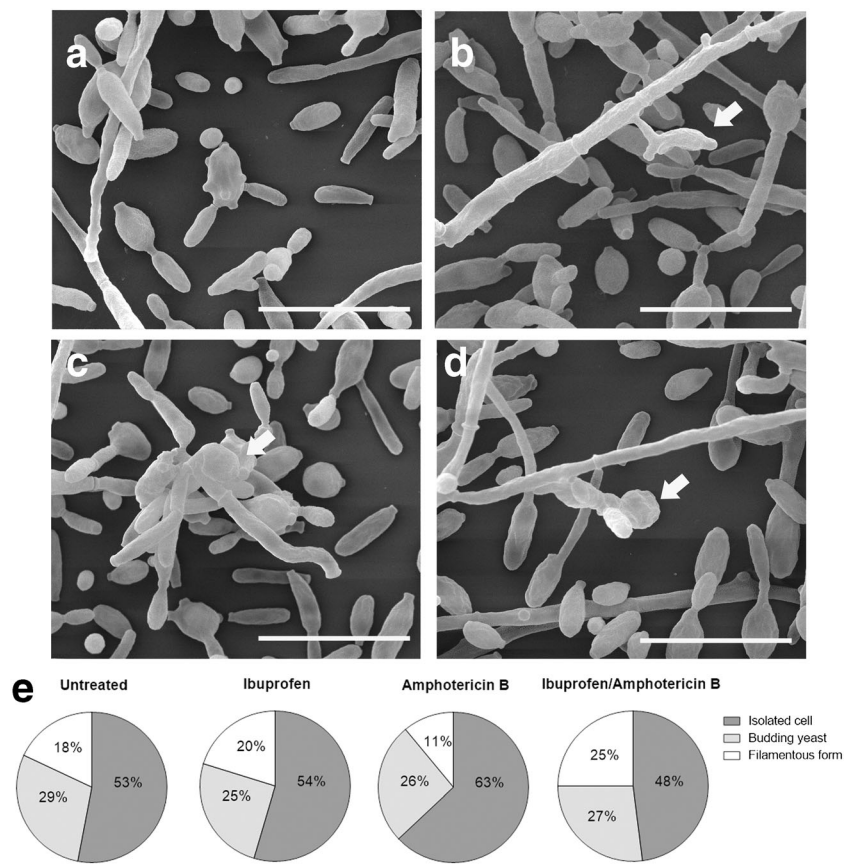 a
b
c
d
e
Untreated
Ibuprofen
Amphotericin B
Ibuprofen/Amphotericin B
18%
29%
53%
20%
25%
54%
11%
26%
63%
25%
27%
48%
Isolated cell
Budding yeast
Filamentous form